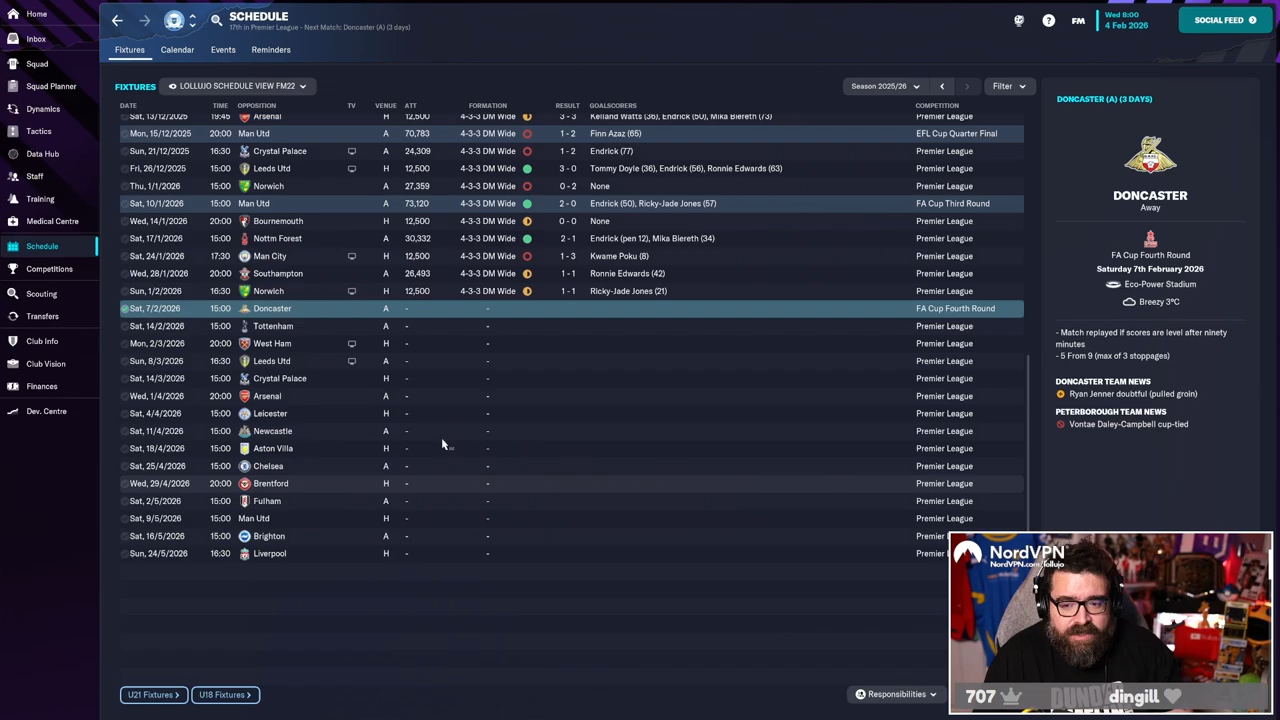 Home
Inbox
Squad
Squad Planner
Dynamics
Tactics
Data Hub
Staff
Training
Medical Centre
Schedule
Competitions
Scouting
Transfers
Club Info
Club Vision
Finances
Dev. Centre
SCHEDULE
17th in Premier League - Next Match: Doncaster (A) (3 days)
FM
Wed 8:00
4 Feb 2026
SOCIAL FEED
Fixtures Calendar Events Reminders
FIXTURES LOLLUJO SCHEDULE VIEW FM22 Season 2025/26 Filter
DATE TIME OPPOSITION TV VENUE ATT FORMATION RESULT GOALSCORERS COMPETITION
Sat, 13/12/2025 19:45 Arsenal H 12,500 4-3-3 DM Wide 3 - 3 Kelland Watts (36), Endrick (50), Mika Biereth (73) Premier League
Mon, 15/12/2025 20:00 Man Utd A 70,783 4-3-3 DM Wide 1 - 2 Finn Azaz (65) EFL Cup Quarter Final
Sun, 21/12/2025 16:30 Crystal Palace A 24,309 4-3-3 DM Wide 1 - 2 Endrick (77) Premier League
Fri, 26/12/2025 15:00 Leeds Utd H 12,500 4-3-3 DM Wide 3 - 0 Tommy Doyle (36), Endrick (56), Ronnie Edwards (63) Premier League
Thu, 1/1/2026 15:00 Norwich A 27,359 4-3-3 DM Wide 0 - 2 None Premier League
Sat, 10/1/2026 15:00 Man Utd A 73,120 4-3-3 DM Wide 2 - 0 Endrick (50), Ricky-Jade Jones (57) FA Cup Third Round
Wed, 14/1/2026 20:00 Bournemouth H 12,500 4-3-3 DM Wide 0 - 0 None Premier League
Sat, 17/1/2026 15:00 Nottm Forest A 30,332 4-3-3 DM Wide 2 - 1 Endrick (pen 12), Mika Biereth (34) Premier League
Sat, 24/1/2026 17:30 Man City H 12,500 4-3-3 DM Wide 1 - 3 Kwame Poku (8) Premier League
Wed, 28/1/2026 20:00 Southampton A 26,493 4-3-3 DM Wide 1 - 1 Ronnie Edwards (42) Premier League
Sun, 1/2/2026 16:30 Norwich H 12,500 4-3-3 DM Wide 1 - 1 Ricky-Jade Jones (21) Premier League
Sat, 7/2/2026 15:00 Doncaster A - - FA Cup Fourth Round
Sat, 14/2/2026 15:00 Tottenham A - - Premier League
Mon, 2/3/2026 20:00 West Ham H - - Premier League
Sun, 8/3/2026 16:30 Leeds Utd A - - Premier League
Sat, 14/3/2026 15:00 Crystal Palace H - - Premier League
Wed, 1/4/2026 20:00 Arsenal A - - Premier League
Sat, 4/4/2026 15:00 Leicester H - - Premier League
Sat, 11/4/2026 15:00 Newcastle A - - Premier League
Sat, 18/4/2026 15:00 Aston Villa H - - Premier League
Sat, 25/4/2026 15:00 Chelsea A - - Premier League
Wed, 29/4/2026 20:00 Brentford H - - Premier League
Sat, 2/5/2026 15:00 Fulham A - - Premier League
Sat, 9/5/2026 15:00 Man Utd H - - Premier League
Sat, 16/5/2026 15:00 Brighton A - - Premier
Sun, 24/5/2026 16:30 Liverpool H - - Premier
U21 Fixtures U18 Fixtures Responsibilities
DONCASTER (A) (3 DAYS)
DONCASTER
Away
FA Cup Fourth Round
Saturday 7th February 2026
Eco-Power Stadium
Breezy 3°C
- Match replayed if scores are level after ninety
minutes
- 5 From 9 (max of 3 stoppages)
DONCASTER TEAM NEWS
Ryan Jenner doubtful (pulled groin)
PETERBOROUGH TEAM NEWS
Vontae Daley-Campbell cup-tied
NordVPN
NordVPN.com/lollujo
707 dingill